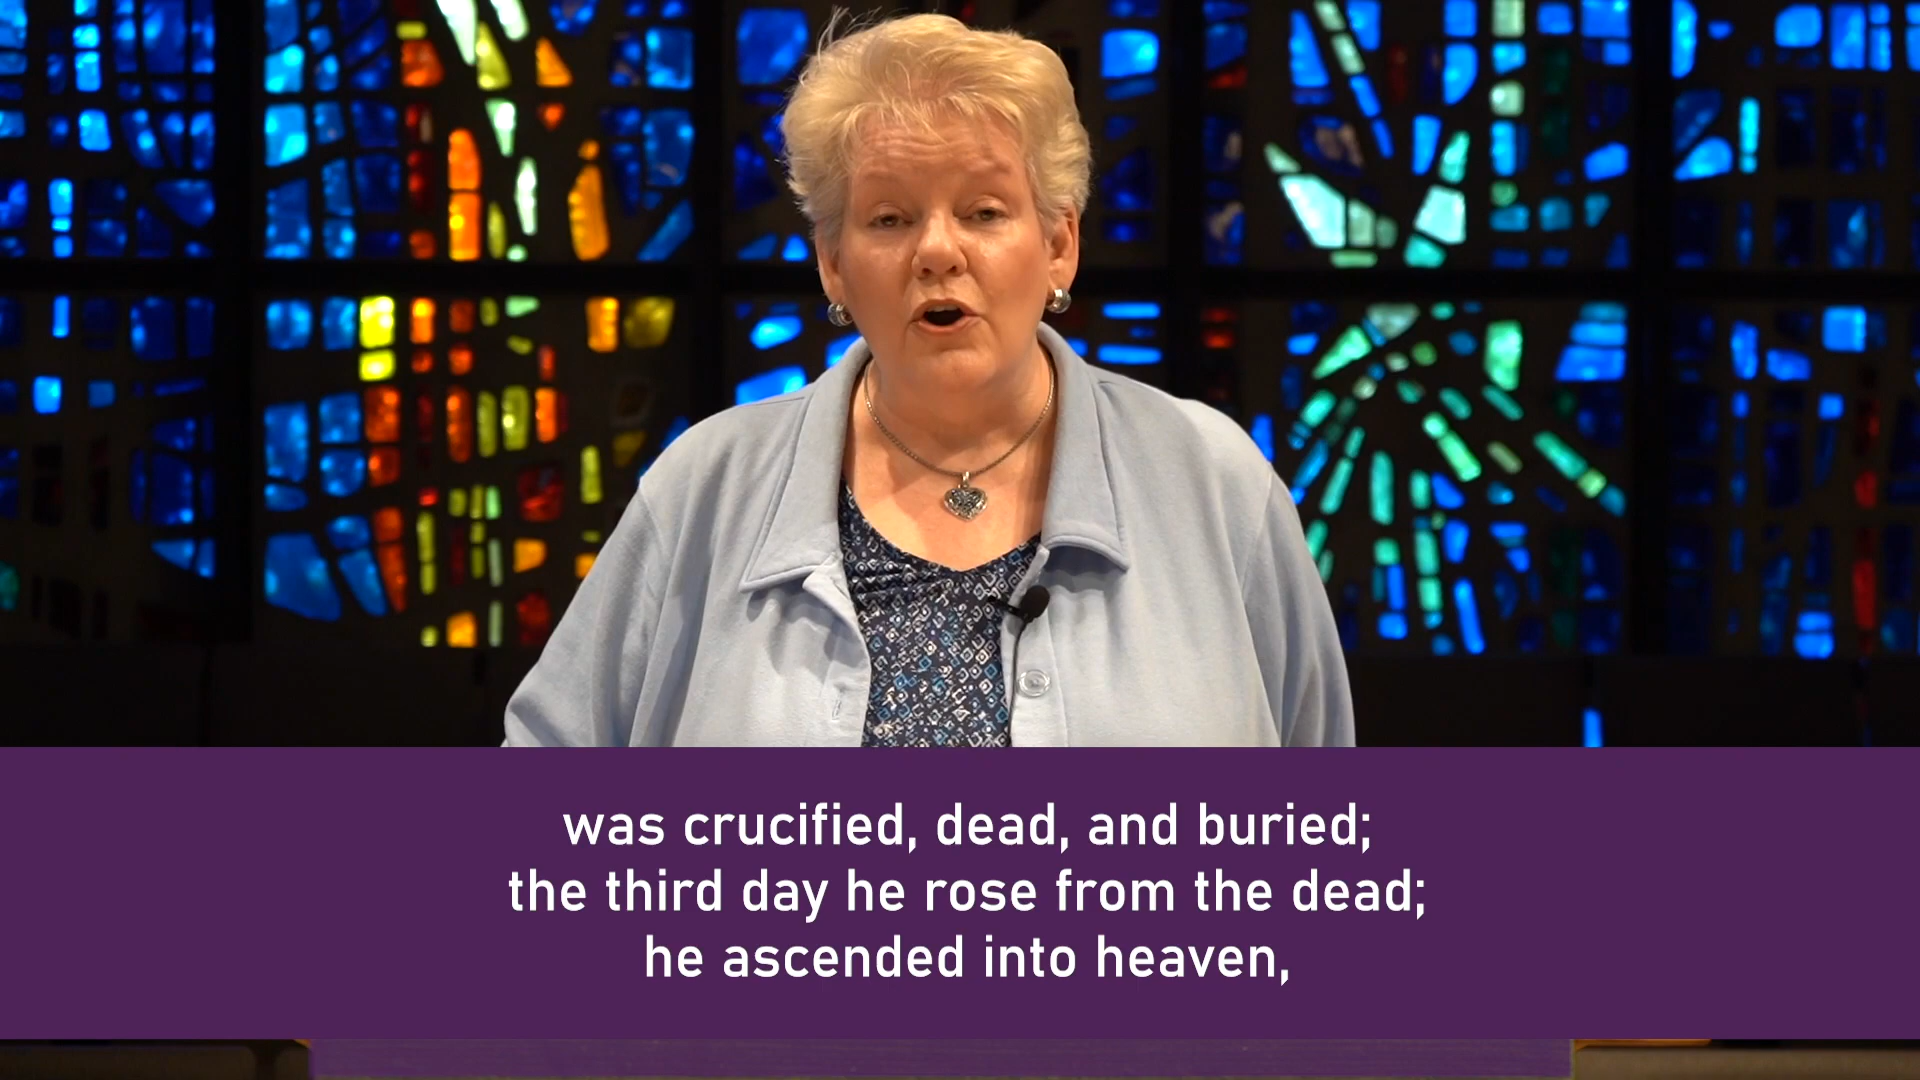 was crucified, dead, and buried;
the third day he rose from the dead;
he ascended into heaven,